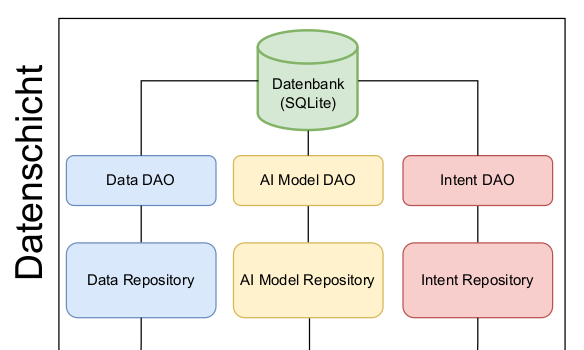 Datenschicht
Datenbank
(SQLite)
Data DAO
AI Model DAO
Intent DAO
Data Repository
AI Model Repository
Intent Repository